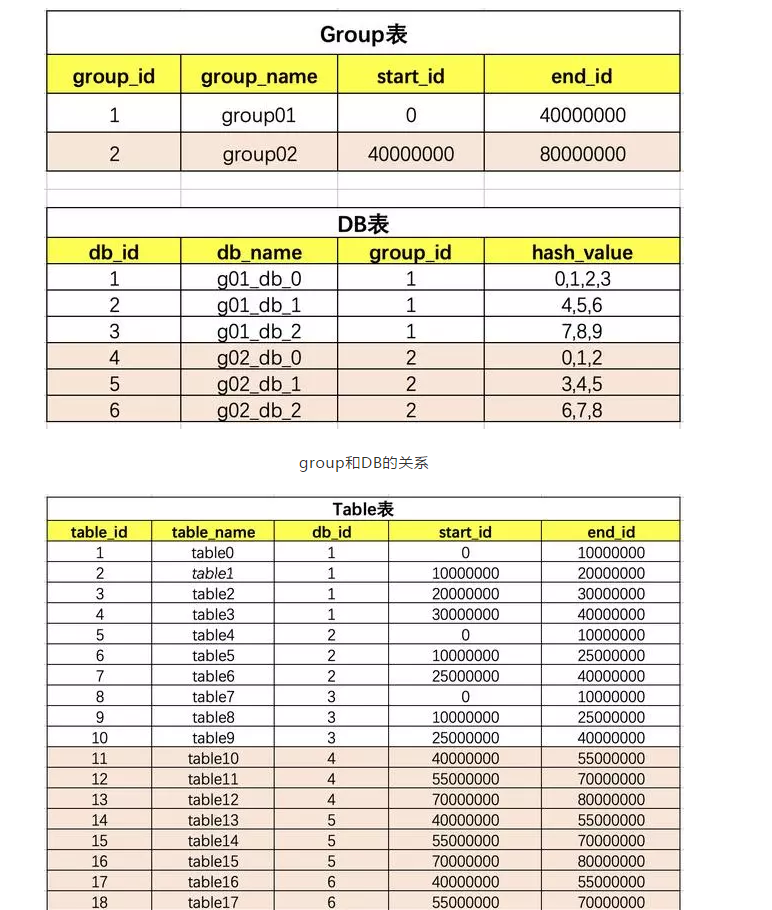 Group表
group_id group_name start_id end_id
1 group01 0 40000000
2 group02 40000000 80000000
DB表
db_id db_name group_id hash_value
1 g01_db_0 1 0,1,2,3
2 g01_db_1 1 4,5,6
3 g01_db_2 1 7,8,9
4 g02_db_0 2 0,1,2
5 g02_db_1 2 3,4,5
6 g02_db_2 2 6,7,8
group和DB的关系
Table表
table_id table_name db_id start_id end_id
1 table0 1 0 10000000
2 table1 1 10000000 20000000
3 table2 1 20000000 30000000
4 table3 1 30000000 40000000
5 table4 2 0 10000000
6 table5 2 10000000 25000000
7 table6 2 25000000 40000000
8 table7 3 0 10000000
9 table8 3 10000000 25000000
10 table9 3 25000000 40000000
11 table10 4 40000000 55000000
12 table11 4 55000000 70000000
13 table12 4 70000000 80000000
14 table13 5 40000000 55000000
15 table14 5 55000000 70000000
16 table15 5 70000000 80000000
17 table16 6 40000000 55000000
18 table17 6 55000000 70000000